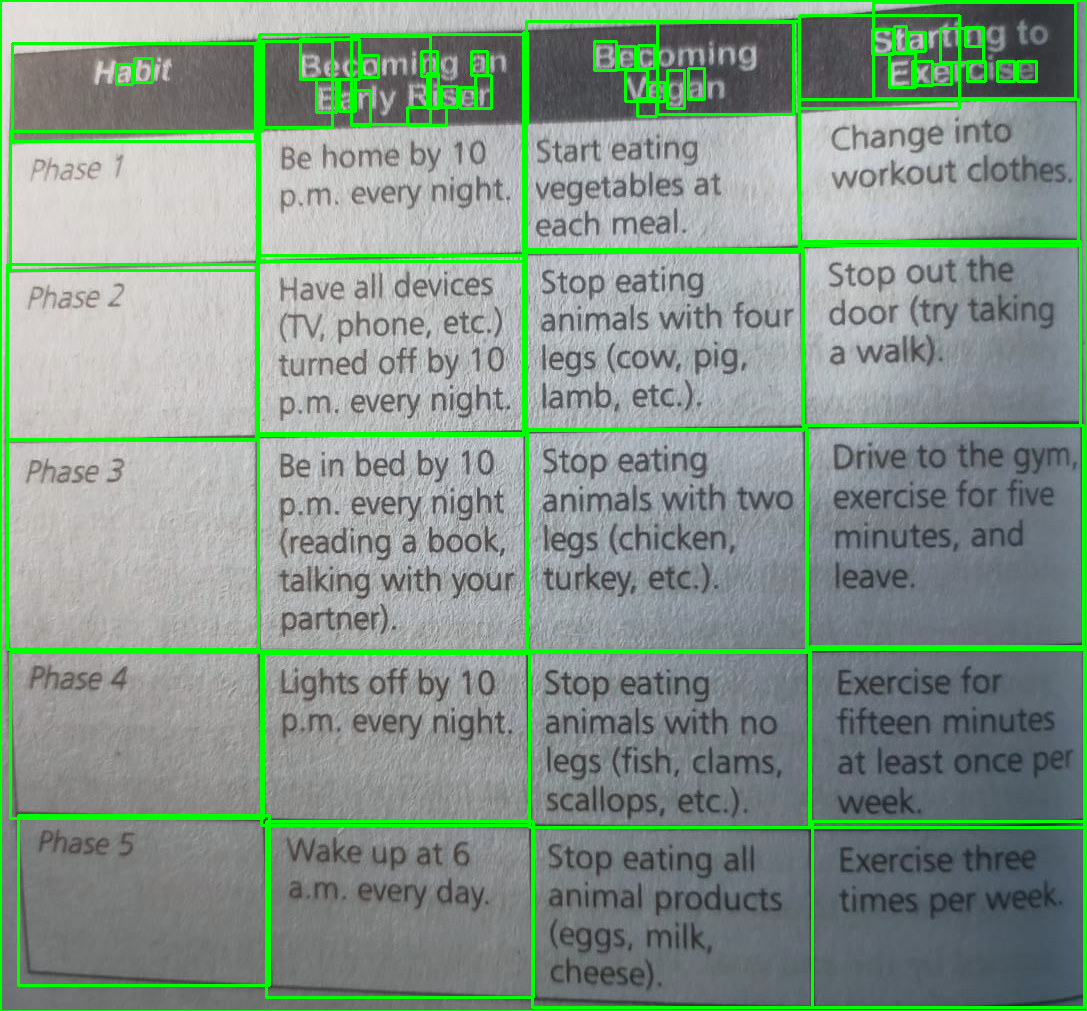 Habit
Becoming an
Early Riser
Becoming
Vegan
Starting to
Exercise
Phase 1
Be home by 10
p.m. every night.
Start eating
vegetables at
each meal.
Change into
workout clothes.
Phase 2
Have all devices
(TV, phone, etc.)
turned off by 10
p.m. every night.
Stop eating
animals with four
legs (cow, pig,
lamb, etc.).
Stop out the
door (try taking
a walk).
Phase 3
Be in bed by 10
p.m. every night
(reading a book,
talking with your
partner).
Stop eating
animals with two
legs (chicken,
turkey, etc.).
Drive to the gym,
exercise for five
minutes, and
leave.
Phase 4
Lights off by 10
p.m. every night.
Stop eating
animals with no
legs (fish, clams,
scallops, etc.).
Exercise for
fifteen minutes
at least once per
week.
Phase 5
Wake up at 6
a.m. every day.
Stop eating all
animal products
(eggs, milk,
cheese).
Exercise three
times per week.